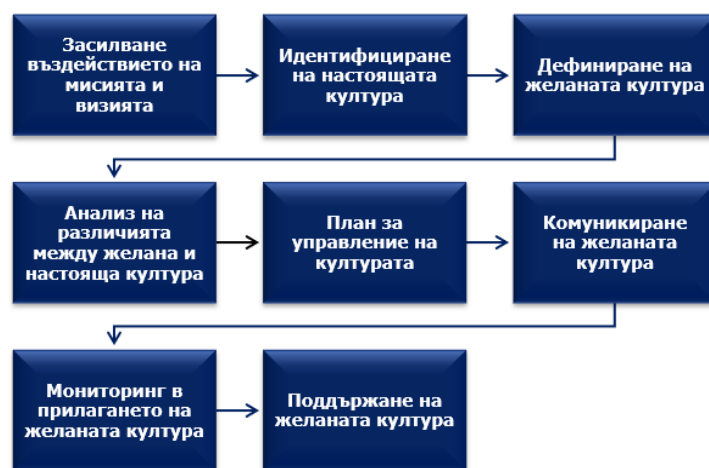 Засилване
въздействието на
мисията и
визията
Идентифициране
на настоящата
култура
Дефиниране на
желаната култура
Анализ на
различията
между желана и
настояща култура
План за
управление на
културата
Комуникиране
на желаната
култура
Мониторинг в
прилагането на
желаната култура
Поддържане на
желаната култура